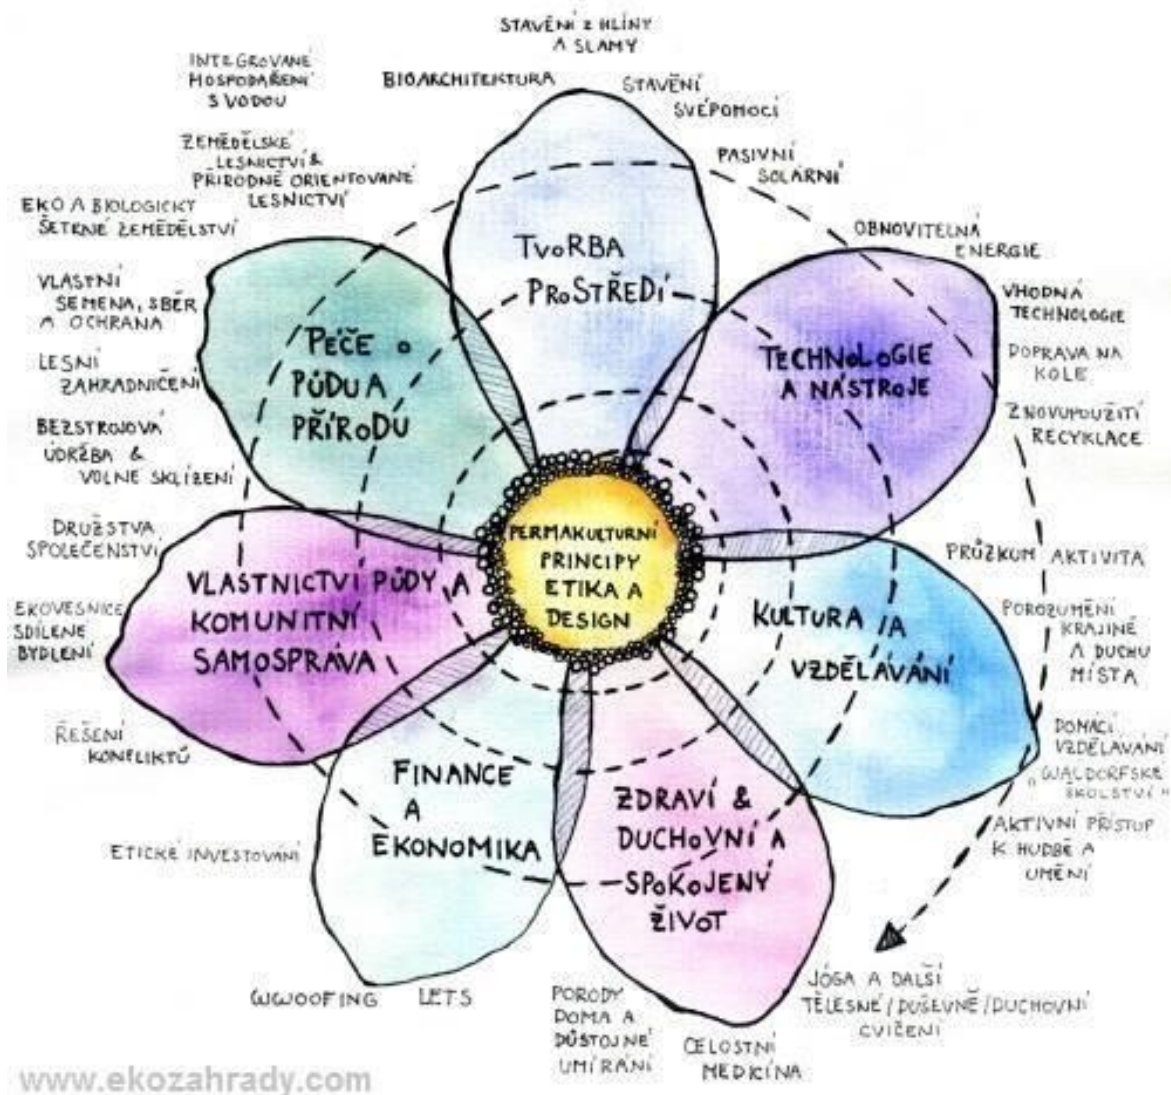 STAVĚNÍ Z HLÍNY
A SLAMY
BIOARCHITEKTURA
STAVĚNÍ
SVÉPOMOCÍ
PASIVNÍ
SOLÁRNÍ
OBNOVITELNÁ
ENERGIE
VHODNÁ
TECHNOLOGIE
DOPRAVA NA
KOLE
ZNOVUPOUŽITÍ
RECYKLACE
PRŮZKUM AKTIVITA
POROZUMĚNÍ
KRAJINĚ
A DUCHU
MÍSTA
DOMÁCÍ
VZDĚLÁVÁNÍ
"WALDORFSKÉ
ŠKOLSTVÍ"
AKTIVNÍ PŘÍSTUP
K HUDBĚ A
UMĚNÍ
JÓGA A DALŠÍ
TĚLESNÉ/DUŠEVNĚ/DUCHOVNÍ
CVIČENÍ
CELOSTNÍ
MEDICÍNA
PORODY
DOMA A
DŮSTOJNÉ
UMÍRÁNÍ
LETS
WWOOFING
ETICKÉ INVESTOVÁNÍ
ŘEŠENÍ
KONFLIKTŮ
EKOVESNICE
SDÍLENÉ
BYDLENÍ
DRUŽSTVA
SPOLEČENSTVÍ
BEZSTROJOVÁ
ÚDRŽBA &
VOLNÉ SKLÍZENÍ
LESNÍ
ZAHRADNIČENÍ
VLASTNÍ
SEMENA, SBĚR
A OCHRANA
EKO A BIOLOGICKY
ŠETRNÉ ZEMĚDĚLSTVÍ
ZEMĚDĚLSKÉ
LESNICTVÍ &
PŘÍRODNĚ ORIENTOVANÉ
LESNICTVÍ
INTEGROVANÉ
HOSPODAŘENÍ
S VODOU
TVORBA
PROSTŘEDÍ
TECHNOLOGIE
A NÁSTROJE
KULTURA A
VZDĚLÁVÁNÍ
ZDRAVÍ &
DUCHOVNÍ A
SPOKOJENÝ
ŽIVOT
FINANCE
A
EKONOMIKA
VLASTNICTVÍ PŮDY A
KOMUNITNÍ
SAMOSPRÁVA
PÉČE O
PŮDU A
PŘÍRODU
PERMAKULTURNÍ
PRINCIPY
ETIKA A
DESIGN
www.ekozahrady.com